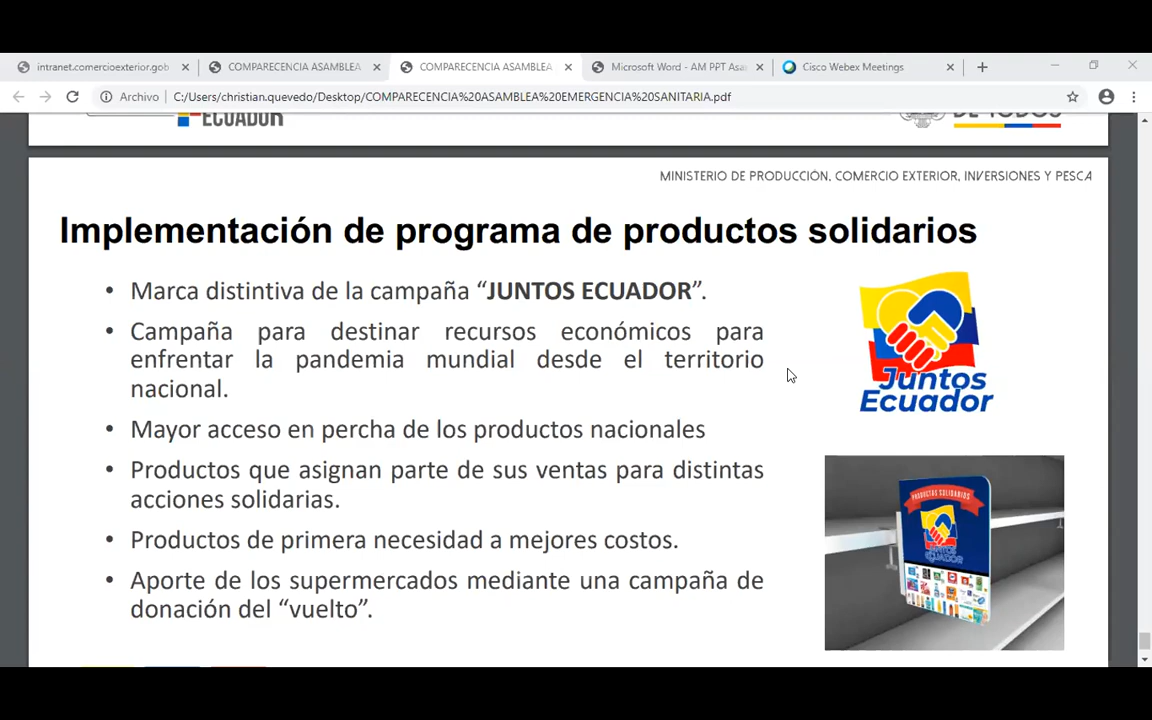 intranet.comercioexterior.gob
COMPARECENCIA ASAMBLEA
COMPARECENCIA ASAMBLEA
Microsoft Word - AM PPT Asa
Cisco Webex Meetings
Archivo
C:/Users/christian.quevedo/Desktop/COMPARECENCIA%20ASAMBLEA%20EMERGENCIA%20SANITARIA.pdf
ECUADOR DE TODOS
MINISTERIO DE PRODUCCIÓN, COMERCIO EXTERIOR, INVERSIONES Y PESCA
Implementación de programa de productos solidarios
• Marca distintiva de la campaña “JUNTOS ECUADOR”.
• Campaña para destinar recursos económicos para
enfrentar la pandemia mundial desde el territorio
nacional.
• Mayor acceso en percha de los productos nacionales
• Productos que asignan parte de sus ventas para distintas
acciones solidarias.
• Productos de primera necesidad a mejores costos.
• Aporte de los supermercados mediante una campaña de
donación del “vuelto”.
Juntos
Ecuador
PRODUCTOS SOLIDARIOS
Juntos
Ecuador